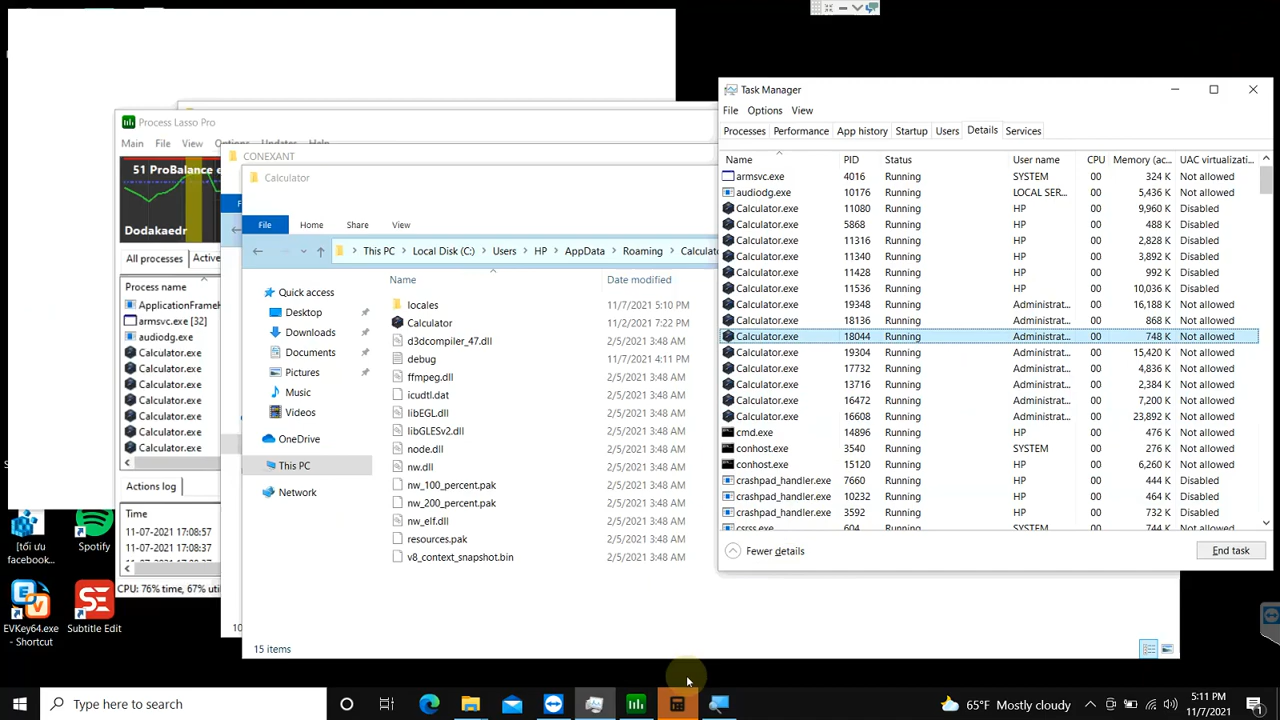 Process Lasso Pro
Main File View Options Updates Help
51 ProBalance e
Dodakaedr
All processes Active
Process name
ApplicationFrameH
armsvc.exe [32]
audiodg.exe
Calculator.exe
Calculator.exe
Calculator.exe
Calculator.exe
Calculator.exe
Calculator.exe
Calculator.exe
Actions log
Time
11-07-2021 17:08:57
11-07-2021 17:08:37
CPU: 76% time, 67% util
CONEXANT
Calculator
File Home Share View
This PC > Local Disk (C:) > Users > HP > AppData > Roaming > Calculato
Name Date modified
Quick access
Desktop
Downloads
Documents
Pictures
Music
Videos
OneDrive
This PC
Network
locales 11/7/2021 5:10 PM
Calculator 11/2/2021 7:22 PM
d3dcompiler_47.dll 2/5/2021 3:48 AM
debug 11/7/2021 4:11 PM
ffmpeg.dll 2/5/2021 3:48 AM
icudtl.dat 2/5/2021 3:48 AM
libEGL.dll 2/5/2021 3:48 AM
libGLESv2.dll 2/5/2021 3:48 AM
node.dll 2/5/2021 3:48 AM
nw.dll 2/5/2021 3:48 AM
nw_100_percent.pak 2/5/2021 3:48 AM
nw_200_percent.pak 2/5/2021 3:48 AM
nw_elf.dll 2/5/2021 3:48 AM
resources.pak 2/5/2021 3:48 AM
v8_context_snapshot.bin 2/5/2021 3:48 AM
10
15 items
Task Manager
File Options View
Processes Performance App history Startup Users Details Services
Name PID Status User name CPU Memory (ac... UAC virtualizati...
armsvc.exe 4016 Running SYSTEM 00 324 K Not allowed
audiodg.exe 10176 Running LOCAL SER... 00 5,436 K Not allowed
Calculator.exe 11080 Running HP 00 9,960 K Disabled
Calculator.exe 5868 Running HP 00 488 K Disabled
Calculator.exe 11316 Running HP 00 2,828 K Disabled
Calculator.exe 11340 Running HP 00 3,892 K Disabled
Calculator.exe 11428 Running HP 00 992 K Disabled
Calculator.exe 11536 Running HP 00 10,036 K Disabled
Calculator.exe 19348 Running Administrat... 00 16,188 K Not allowed
Calculator.exe 18136 Running Administrat... 00 868 K Not allowed
Calculator.exe 18044 Running Administrat... 00 748 K Not allowed
Calculator.exe 19304 Running Administrat... 00 15,420 K Not allowed
Calculator.exe 17732 Running Administrat... 00 4,836 K Not allowed
Calculator.exe 13716 Running Administrat... 00 2,384 K Not allowed
Calculator.exe 16472 Running Administrat... 00 7,200 K Not allowed
Calculator.exe 16608 Running Administrat... 00 23,892 K Not allowed
cmd.exe 14896 Running HP 00 476 K Not allowed
conhost.exe 3540 Running SYSTEM 00 276 K Not allowed
conhost.exe 15120 Running HP 00 6,260 K Not allowed
crashpad_handler.exe 7660 Running HP 00 444 K Disabled
crashpad_handler.exe 10232 Running HP 00 464 K Disabled
crashpad_handler.exe 3592 Running HP 00 732 K Disabled
csrss.exe 604 Running SYSTEM 00 744 K Not allowed
Fewer details End task
[tối ưu
facebook...
Spotify
EVKey64.exe
- Shortcut
Subtitle Edit
Type here to search
65°F Mostly cloudy
5:11 PM
11/7/2021
1